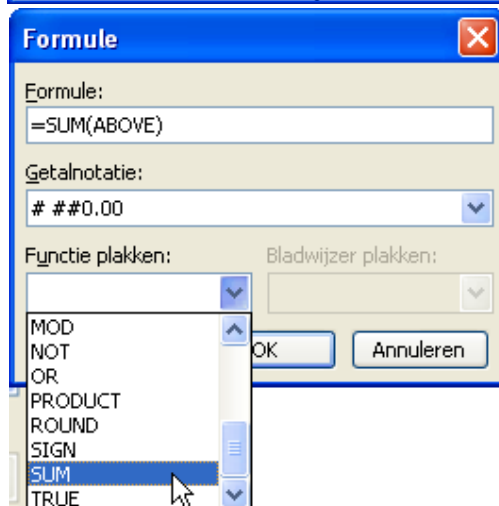 Formule
Formule:
=SUM(ABOVE)
Getalnotatie:
# ##0.00
Functie plakken:
Bladwijzer plakken:
MOD
NOT
OR
PRODUCT
ROUND
SIGN
SUM
TRUE
OK
Annuleren